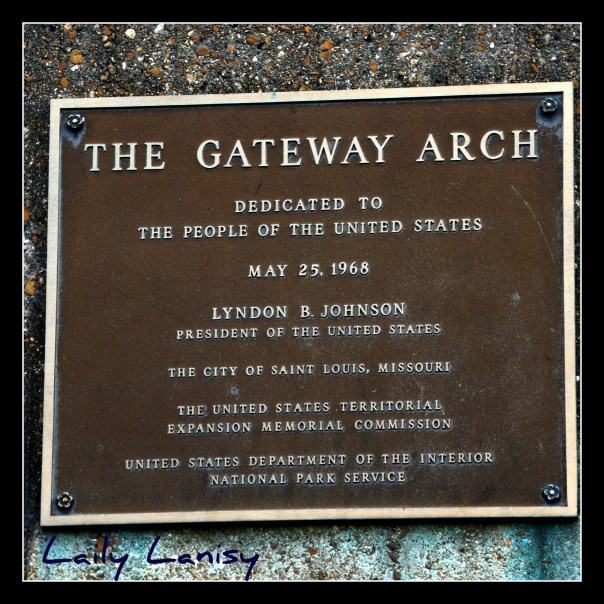 THE GATEWAY ARCH
DEDICATED TO
THE PEOPLE OF THE UNITED STATES
MAY 25, 1968
LYNDON B. JOHNSON
PRESIDENT OF THE UNITED STATES
THE CITY OF SAINT LOUIS, MISSOURI
THE UNITED STATES TERRITORIAL
EXPANSION MEMORIAL COMMISSION
UNITED STATES DEPARTMENT OF THE INTERIOR
NATIONAL PARK SERVICE
Laily Lanisy